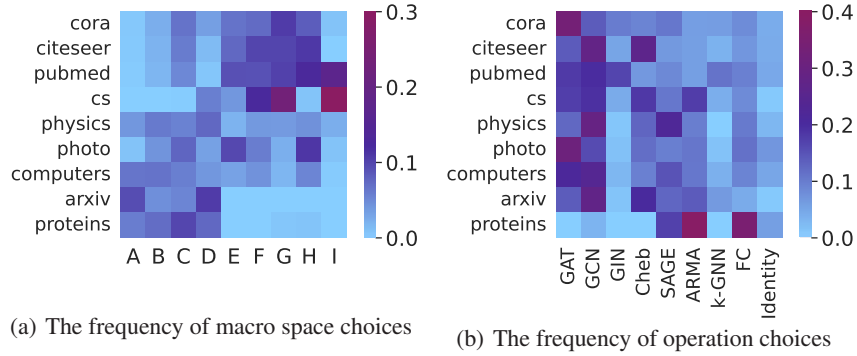 cora
citeseer
pubmed
cs
physics
photo
computers
arxiv
proteins
A B C D E F G H I
0.3
0.2
0.1
0.0
(a) The frequency of macro space choices
cora
citeseer
pubmed
cs
physics
photo
computers
arxiv
proteins
GAT GCN GIN Cheb SAGE ARMA k-GNN FC Identity
0.4
0.3
0.2
0.1
0.0
(b) The frequency of operation choices